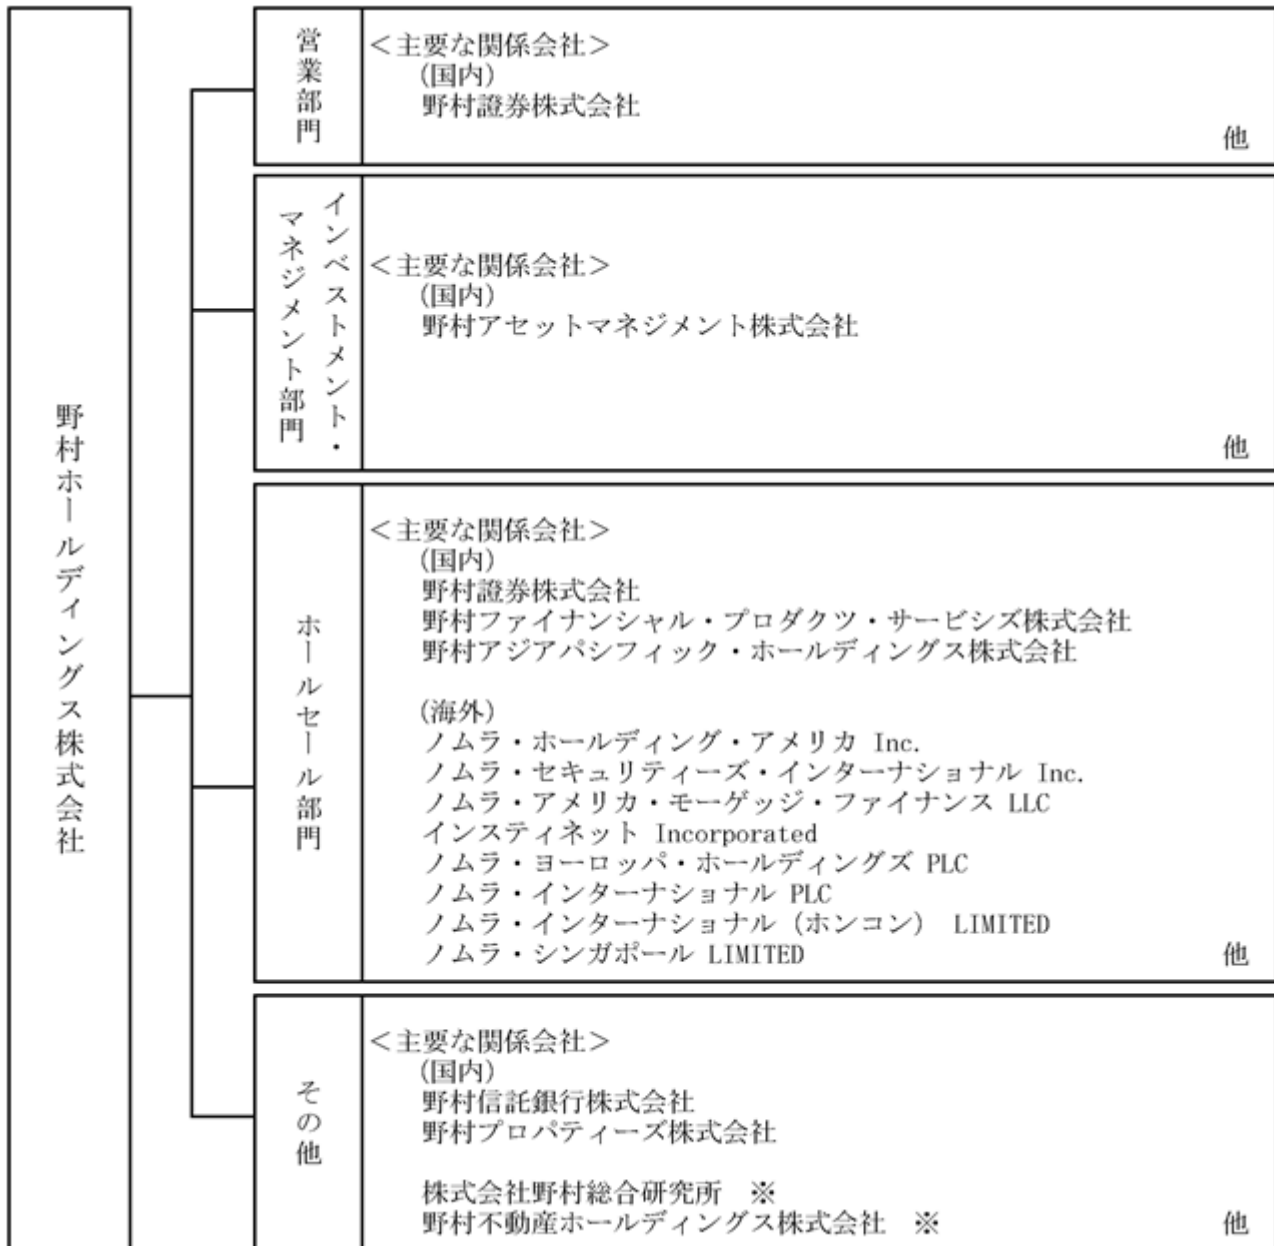 野村ホールディングス株式会社
営業部門
＜主要な関係会社＞
(国内)
野村證券株式会社
他
インベストメント・
マネジメント部門
＜主要な関係会社＞
(国内)
野村アセットマネジメント株式会社
他
ホールセール部門
＜主要な関係会社＞
(国内)
野村證券株式会社
野村ファイナンシャル・プロダクツ・サービシズ株式会社
野村アジアパシフィック・ホールディングス株式会社
(海外)
ノムラ・ホールディング・アメリカ Inc.
ノムラ・セキュリティーズ・インターナショナル Inc.
ノムラ・アメリカ・モーゲッジ・ファイナンス LLC
インスティネット Incorporated
ノムラ・ヨーロッパ・ホールディングズ PLC
ノムラ・インターナショナル PLC
ノムラ・インターナショナル（ホンコン） LIMITED
ノムラ・シンガポール LIMITED 他
その他
＜主要な関係会社＞
(国内)
野村信託銀行株式会社
野村プロパティーズ株式会社
株式会社野村総合研究所　※
野村不動産ホールディングス株式会社　※ 他